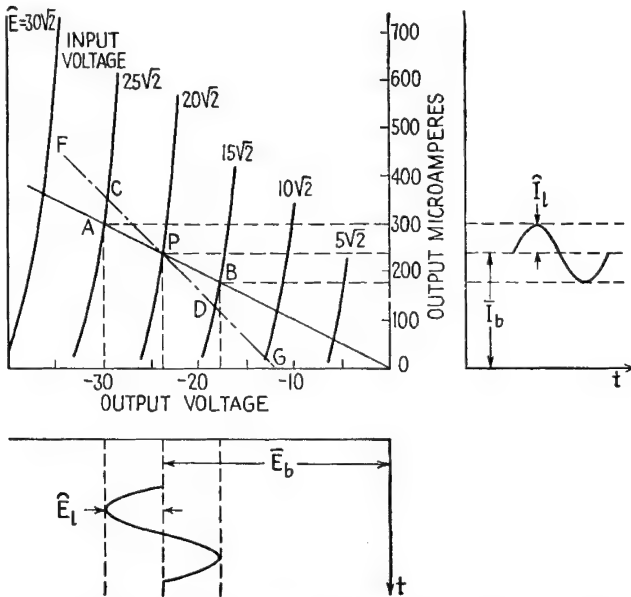 Ê=30√2
INPUT
VOLTAGE
25√2
20√2
15√2
10√2
5√2
F
C
A
P
B
D
G
700
600
500
400
300
200
100
0
OUTPUT MICROAMPERES
-30
-20
-10
OUTPUT VOLTAGE
Î_l
Ī_b
t
Ē_b
Ê_l
t